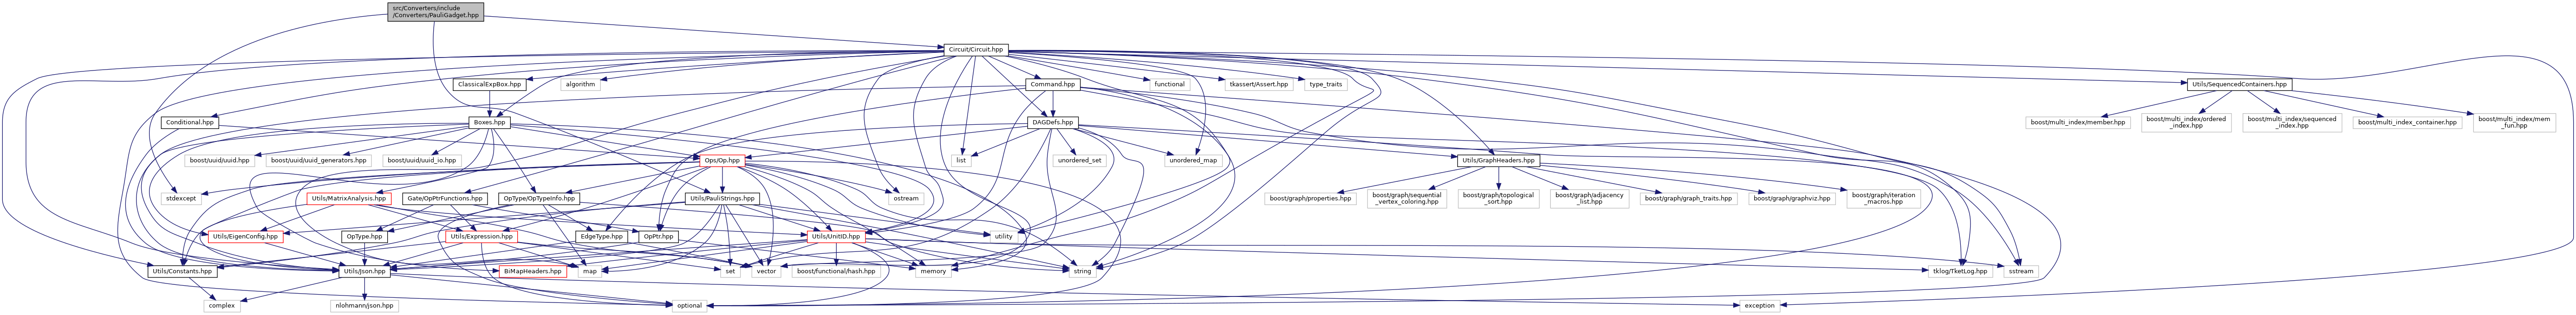 src/Converters/include
/Converters/PauliGadget.hpp
Circuit/Circuit.hpp
ClassicalExpBox.hpp
algorithm
Command.hpp
functional
tkassert/Assert.hpp
type_traits
Utils/SequencedContainers.hpp
Conditional.hpp
Boxes.hpp
DAGDefs.hpp
boost/multi_index/member.hpp
boost/multi_index/ordered
_index.hpp
boost/multi_index/sequenced
_index.hpp
boost/multi_index_container.hpp
boost/multi_index/mem
_fun.hpp
boost/uuid/uuid.hpp
boost/uuid/uuid_generators.hpp
boost/uuid/uuid_io.hpp
Ops/Op.hpp
list
unordered_set
unordered_map
Utils/GraphHeaders.hpp
stdexcept
Utils/MatrixAnalysis.hpp
Gate/OpPtrFunctions.hpp
OpType/OpTypeInfo.hpp
Utils/PauliStrings.hpp
ostream
boost/graph/properties.hpp
boost/graph/sequential
_vertex_coloring.hpp
boost/graph/topological
_sort.hpp
boost/graph/adjacency
_list.hpp
boost/graph/graph_traits.hpp
boost/graph/graphviz.hpp
boost/graph/iteration
_macros.hpp
Utils/EigenConfig.hpp
OpType.hpp
Utils/Expression.hpp
EdgeType.hpp
OpPtr.hpp
Utils/UnitID.hpp
utility
Utils/Constants.hpp
Utils/Json.hpp
BiMapHeaders.hpp
map
set
vector
boost/functional/hash.hpp
memory
string
tklog/TketLog.hpp
sstream
complex
nlohmann/json.hpp
optional
exception